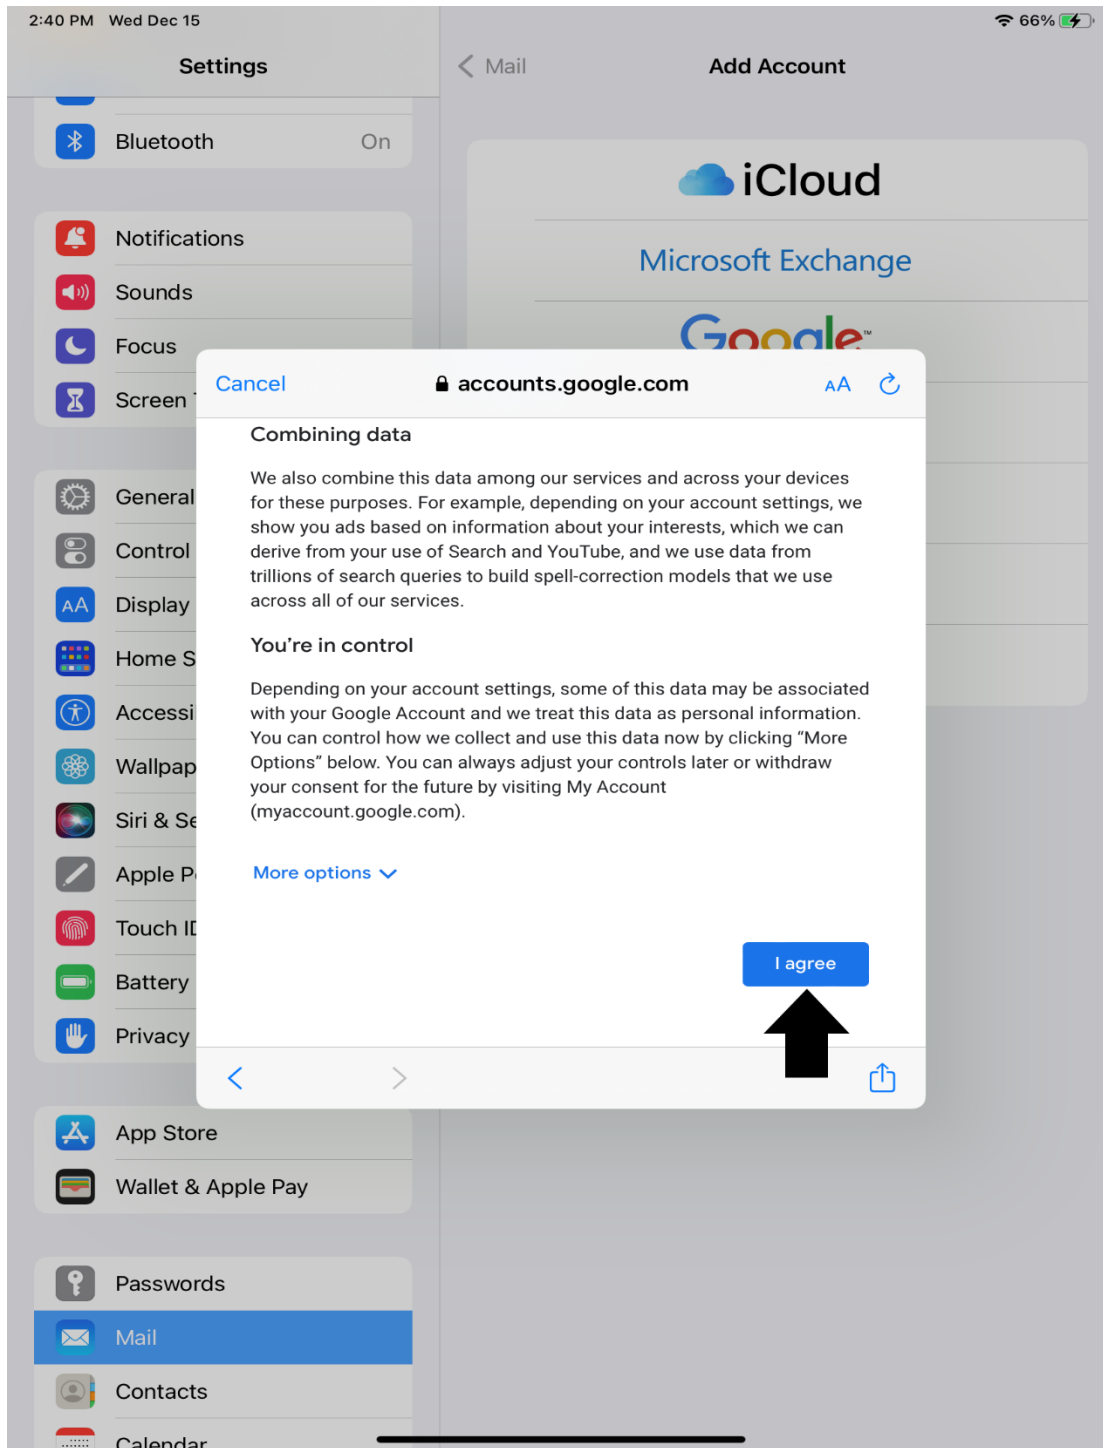 2:40 PM Wed Dec 15
66%
Settings
Mail
Add Account
Bluetooth On
iCloud
Microsoft Exchange
Google™
Notifications
Sounds
Focus
Screen
Cancel
accounts.google.com
AA
Combining data
We also combine this data among our services and across your devices
for these purposes. For example, depending on your account settings, we
show you ads based on information about your interests, which we can
derive from your use of Search and YouTube, and we use data from
trillions of search queries to build spell-correction models that we use
across all of our services.
You're in control
Depending on your account settings, some of this data may be associated
with your Google Account and we treat this data as personal information.
You can control how we collect and use this data now by clicking “More
Options” below. You can always adjust your controls later or withdraw
your consent for the future by visiting My Account
(myaccount.google.com).
More options
I agree
General
Control
AA
Display
Home S
Accessi
Wallpap
Siri & Se
Apple P
Touch ID
Battery
Privacy
App Store
Wallet & Apple Pay
Passwords
Mail
Contacts
Calendar